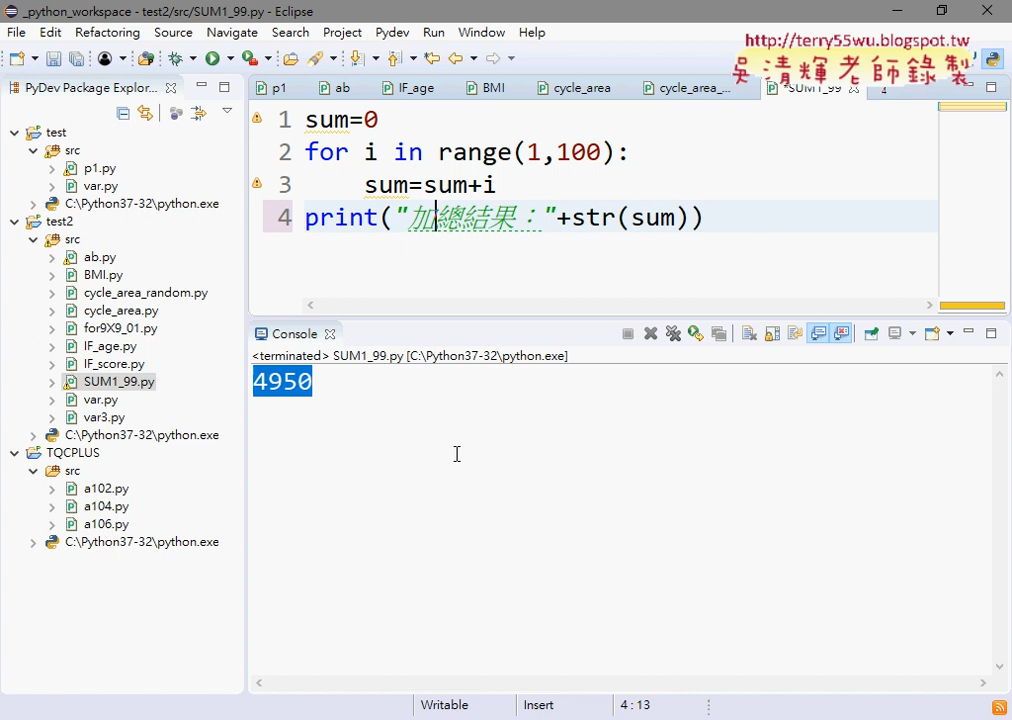 _python_workspace - test2/src/SUM1_99.py - Eclipse
File Edit Refactoring Source Navigate Search Project Pydev Run Window Help
http://terry55wu.blogspot.tw
吳清輝老師錄製
PyDev Package Explor...
p1 ab IF_age BMI cycle_area cycle_area_... *SUM1_99
test
src
p1.py
var.py
C:\Python37-32\python.exe
test2
src
ab.py
BMI.py
cycle_area_random.py
cycle_area.py
for9X9_01.py
IF_age.py
IF_score.py
SUM1_99.py
var.py
var3.py
C:\Python37-32\python.exe
TQCPLUS
src
a102.py
a104.py
a106.py
C:\Python37-32\python.exe
1 sum=0
2 for i in range(1,100):
3 sum=sum+i
4 print("加總結果："+str(sum))
Console
<terminated> SUM1_99.py [C:\Python37-32\python.exe]
4950
Writable Insert 4 : 13